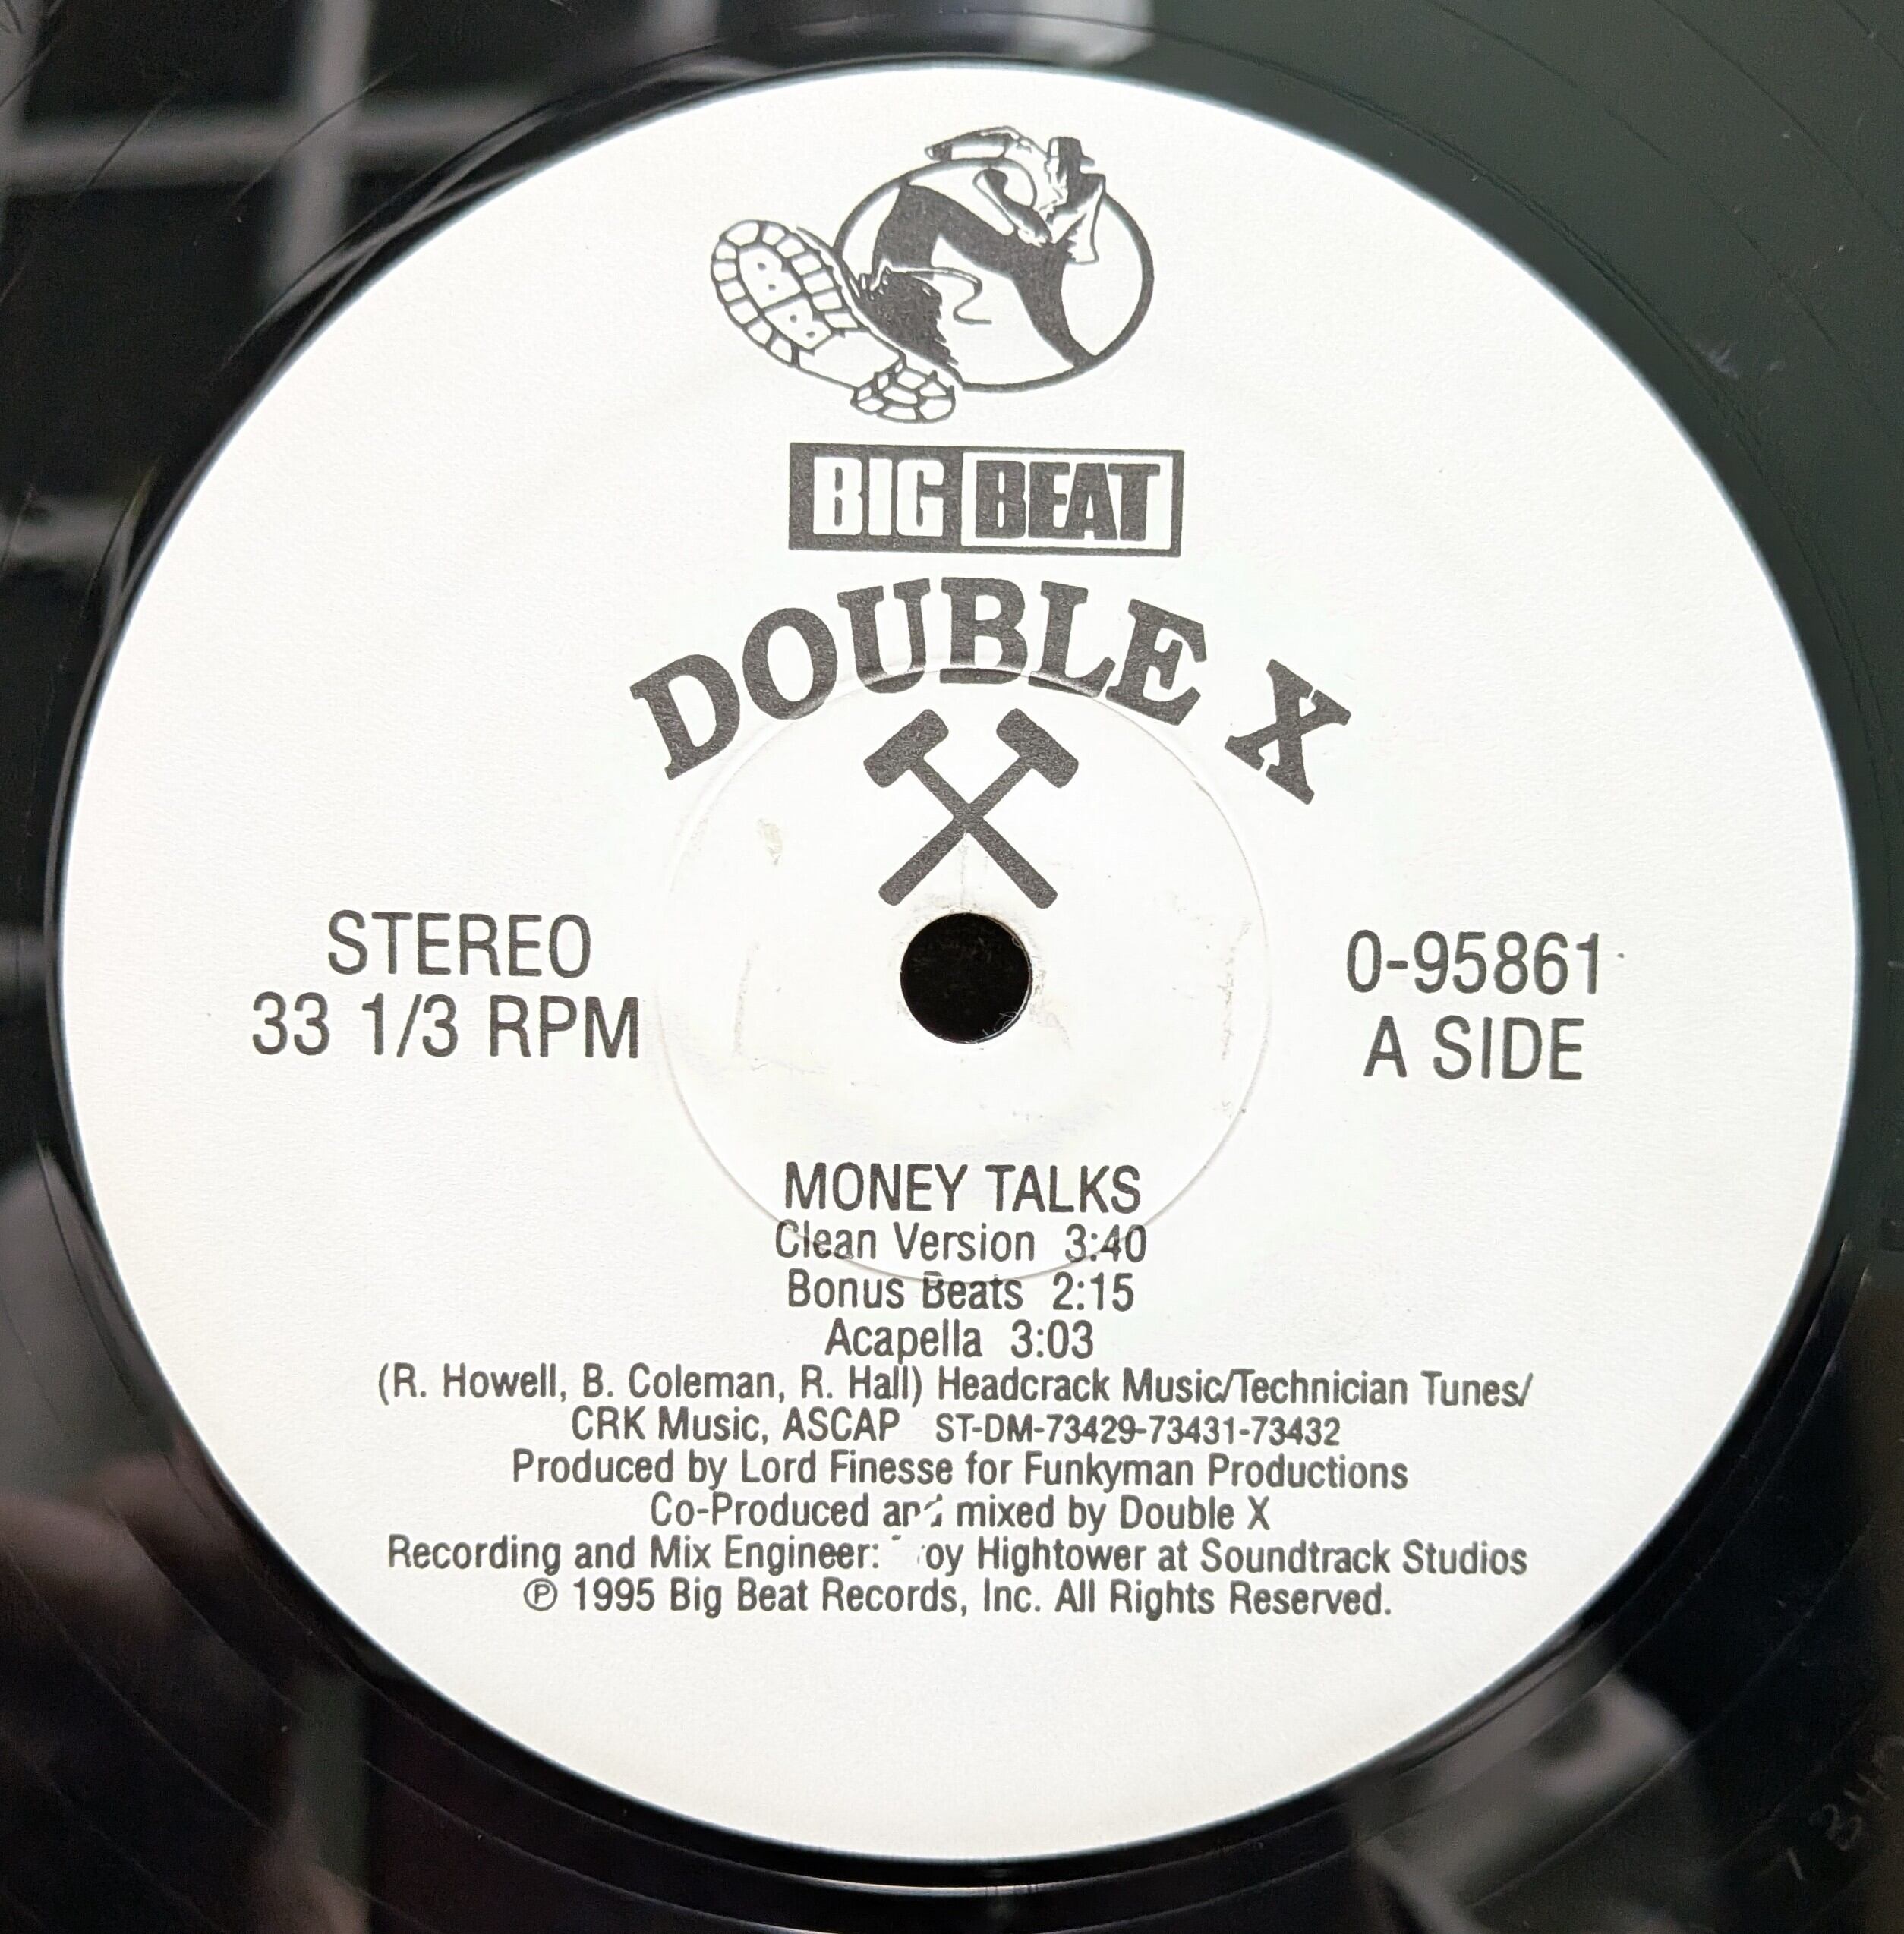 BB
BIG BEAT
DOUBLE X
STEREO
33 1/3 RPM
0-95861
A SIDE
MONEY TALKS
Clean Version 3:40
Bonus Beats 2:15
Acapella 3:03
(R. Howell, B. Coleman, R. Hall) Headcrack Music/Technician Tunes/
CRK Music, ASCAP ST-DM-73429-73431-73432
Produced by Lord Finesse for Funkyman Productions
Co-Produced and mixed by Double X
Recording and Mix Engineer: Hightower at Soundtrack Studios
℗ 1995 Big Beat Records, Inc. All Rights Reserved.